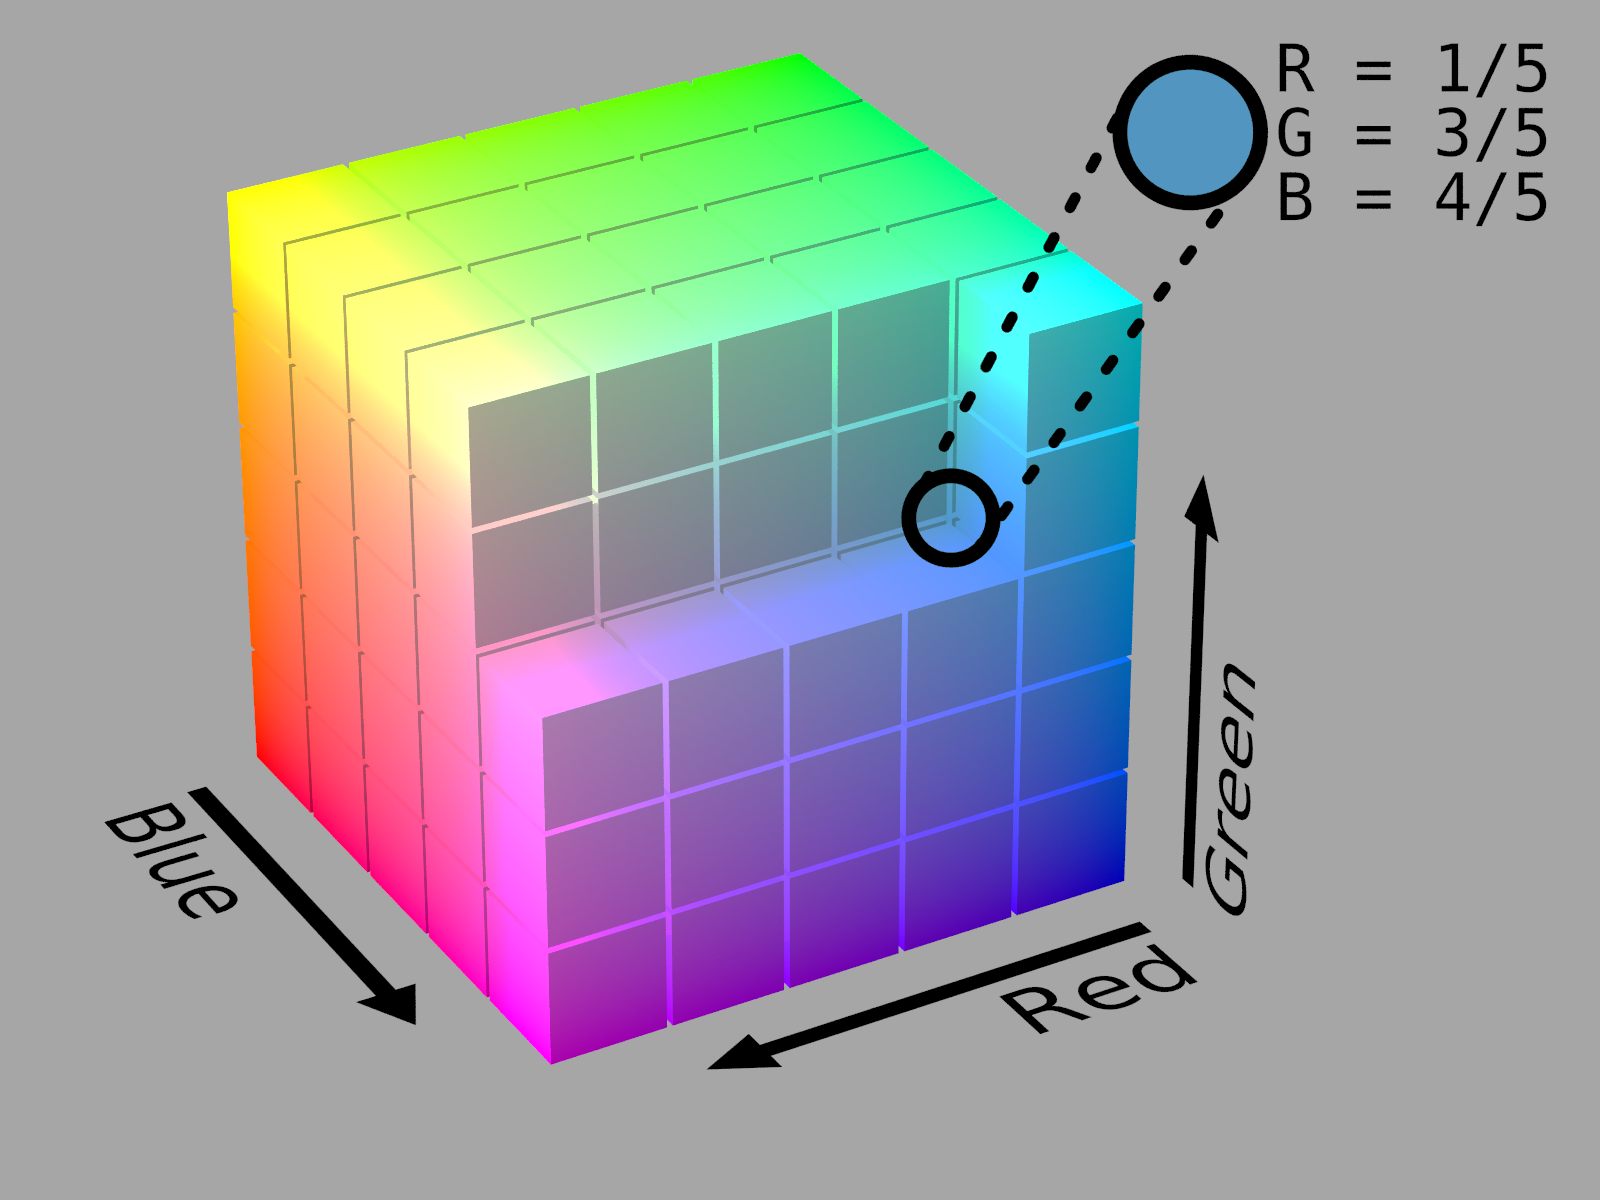 R = 1/5
G = 3/5
B = 4/5
Green
Blue
Red